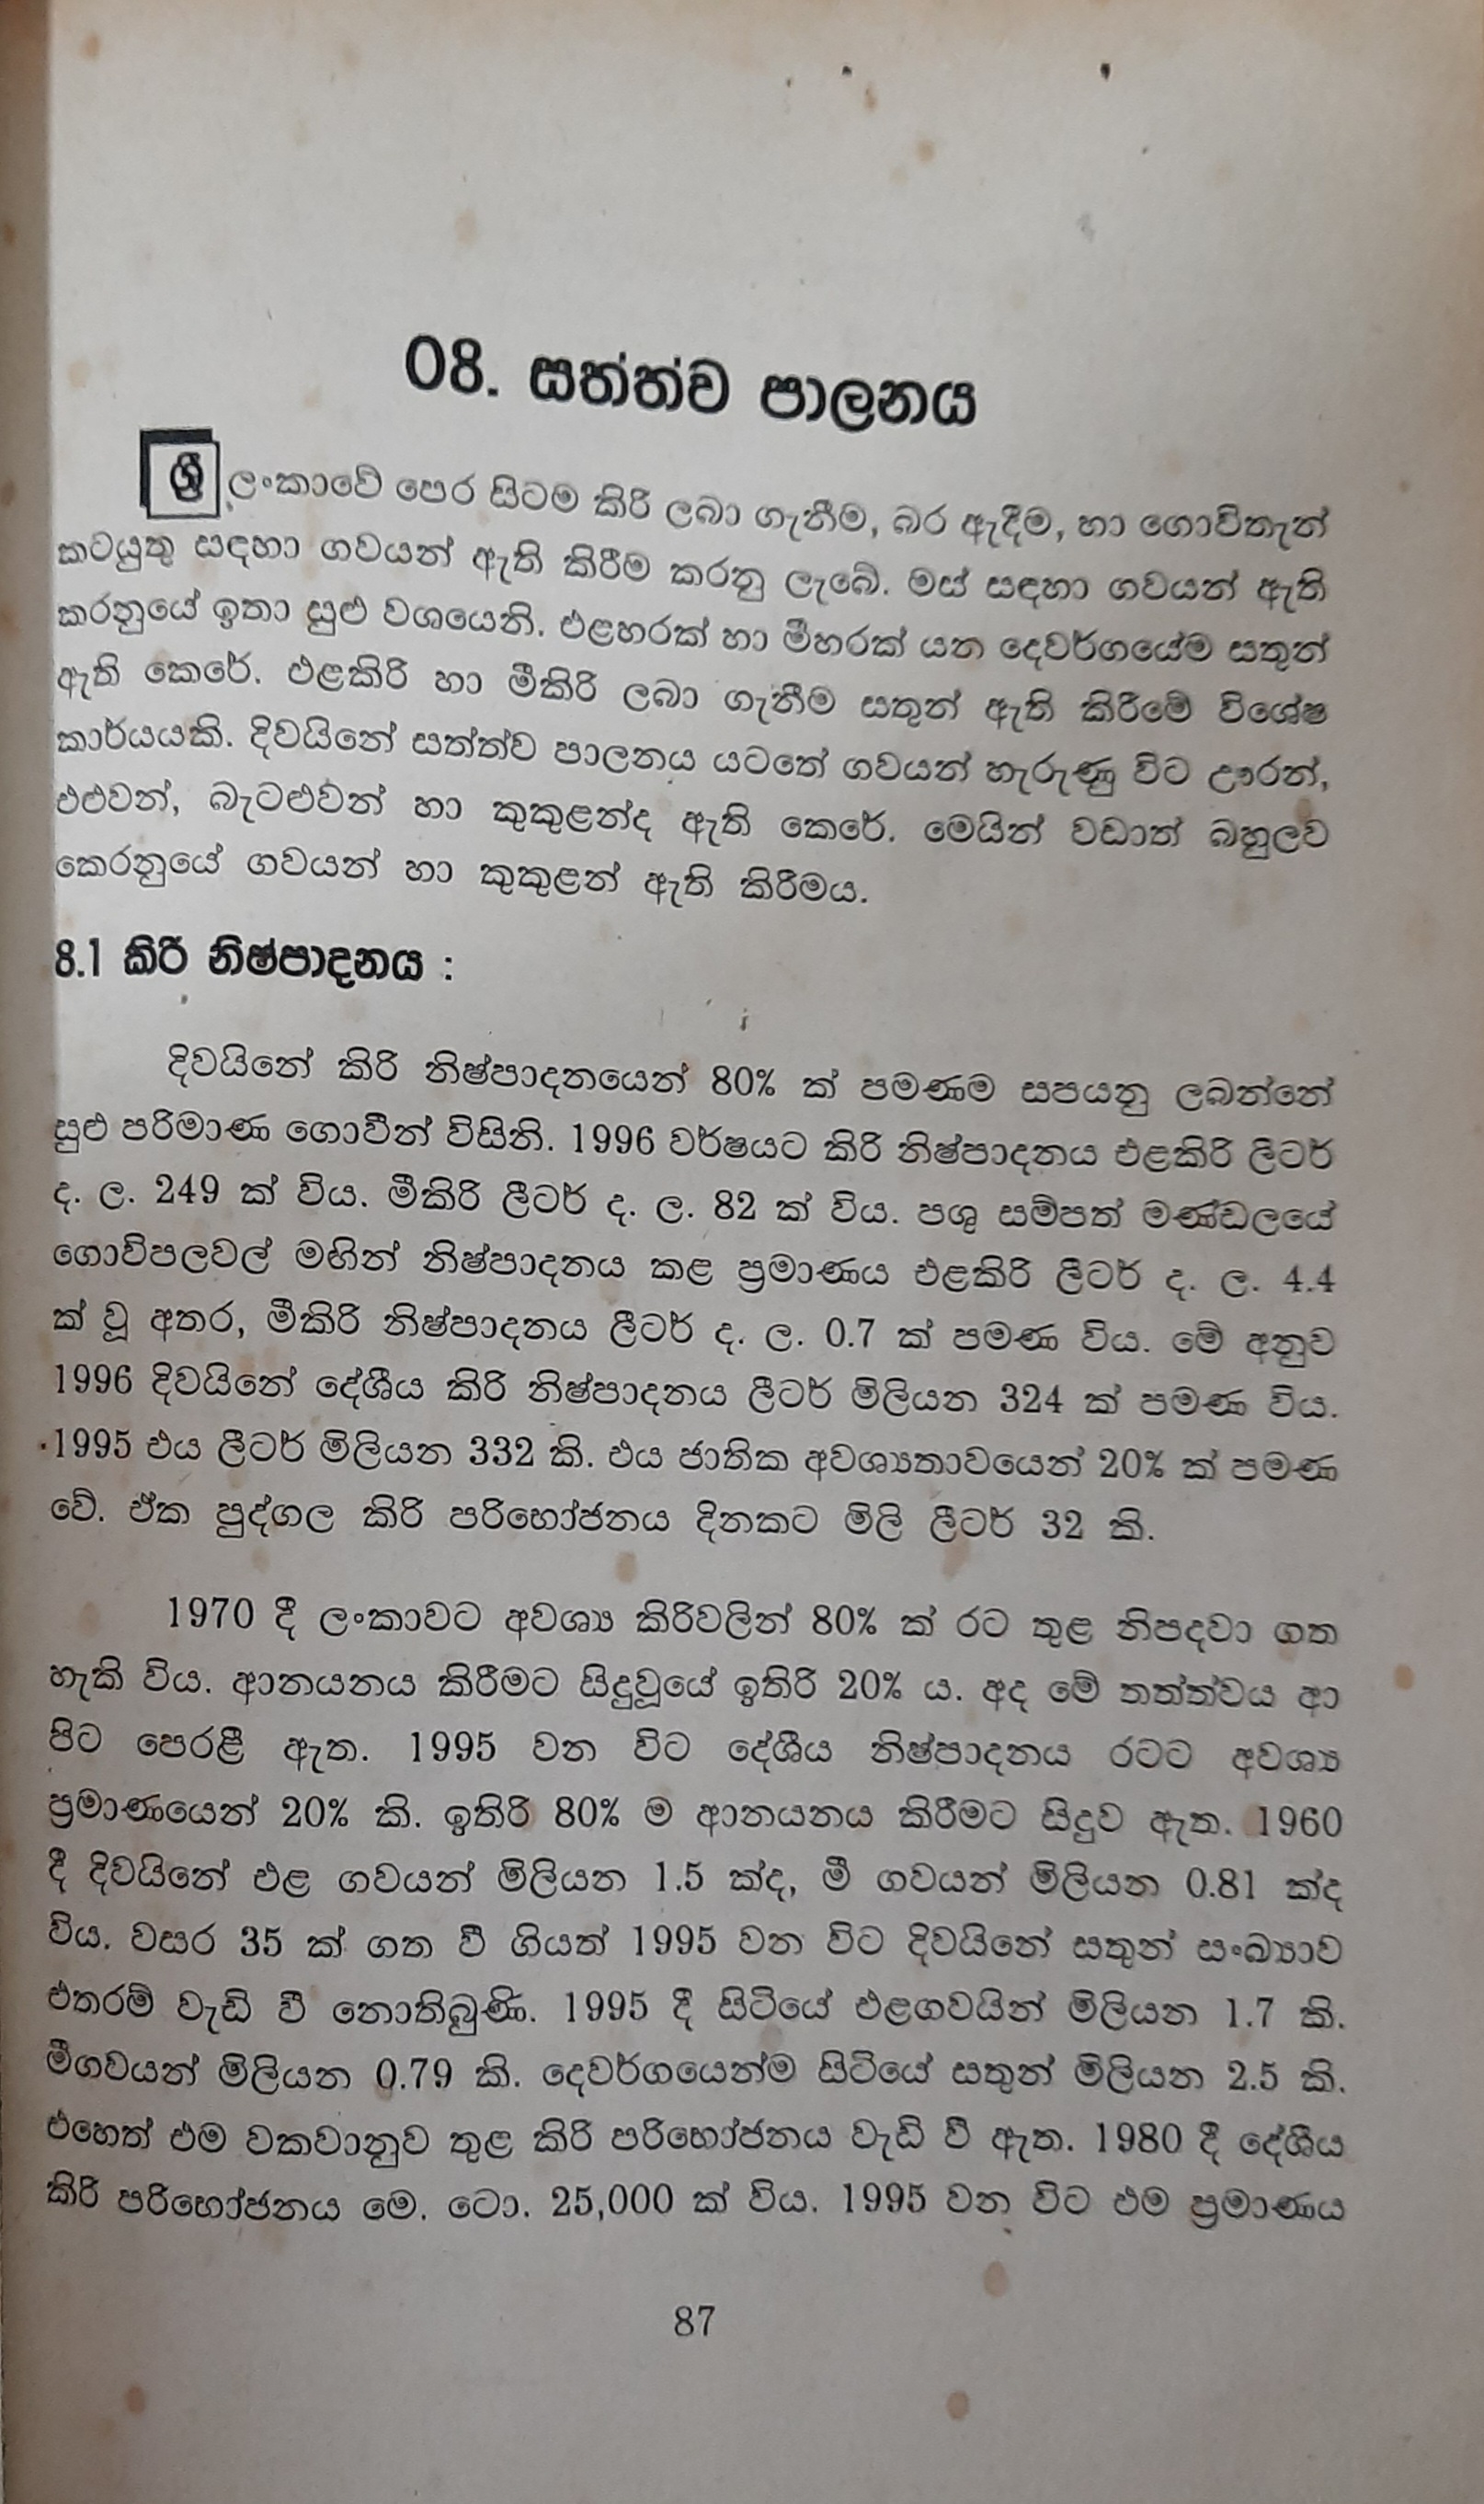 08. සත්ත්ව පාලනය
ශ්‍රී ලංකාවේ පෙර සිටම කිරි ලබා ගැනීම, බර ඇදීම, හා ගොවිතැන්
කටයුතු සඳහා ගවයන් ඇති කිරීම කරනු ලැබේ. මස් සඳහා ගවයන් ඇති
කරනුයේ ඉතා සුළු වශයෙනි. එළහරක් හා මීහරක් යන දෙවර්ගයේම සතුන්
ඇති කෙරේ. එළකිරි හා මීකිරි ලබා ගැනීම සතුන් ඇති කිරීමේ විශේෂ
කාර්යයකි. දිවයිනේ සත්ත්ව පාලනය යටතේ ගවයන් හැරුණු විට ඌරන්,
එළුවන්, බැටළුවන් හා කුකුළන්ද ඇති කෙරේ. මෙයින් වඩාත් බහුලව
කෙරනුයේ ගවයන් හා කුකුළන් ඇති කිරීමය.
8.1 කිරි නිෂ්පාදනය :
දිවයිනේ කිරි නිෂ්පාදනයෙන් 80% ක් පමණම සපයනු ලබන්නේ
සුළු පරිමාණ ගොවීන් විසිනි. 1996 වර්ෂයට කිරි නිෂ්පාදනය එළකිරි ලීටර්
ද. ල. 249 ක් විය. මීකිරි ලීටර් ද. ල. 82 ක් විය. පශු සම්පත් මණ්ඩලයේ
ගොවිපලවල් මඟින් නිෂ්පාදනය කළ ප්‍රමාණය එළකිරි ලීටර් ද. ල. 4.4
ක් වූ අතර, මීකිරි නිෂ්පාදනය ලීටර් ද. ල. 0.7 ක් පමණ විය. මේ අනුව
1996 දිවයිනේ දේශීය කිරි නිෂ්පාදනය ලීටර් මිලියන 324 ක් පමණ විය.
1995 එය ලීටර් මිලියන 332 කි. එය ජාතික අවශ්‍යතාවයෙන් 20% ක් පමණ
වේ. ඒක පුද්ගල කිරි පරිභෝජනය දිනකට මිලි ලීටර් 32 කි.
1970 දී ලංකාවට අවශ්‍ය කිරිවලින් 80% ක් රට තුළ නිපදවා ගත
හැකි විය. ආනයනය කිරීමට සිදුවූයේ ඉතිරි 20% ය. අද මේ තත්ත්වය ආ
පිට පෙරළී ඇත. 1995 වන විට දේශීය නිෂ්පාදනය රටට අවශ්‍ය
ප්‍රමාණයෙන් 20% කි. ඉතිරි 80% ම ආනයනය කිරීමට සිදුව ඇත. 1960
දී දිවයිනේ එළ ගවයන් මිලියන 1.5 ක්ද, මී ගවයන් මිලියන 0.81 ක්ද
විය. වසර 35 ක් ගත වී ගියත් 1995 වන විට දිවයිනේ සතුන් සංඛ්‍යාව
එතරම් වැඩි වී නොතිබුණි. 1995 දී සිටියේ එළගවයින් මිලියන 1.7 කි.
මීගවයන් මිලියන 0.79 කි. දෙවර්ගයෙන්ම සිටියේ සතුන් මිලියන 2.5 කි.
එහෙත් එම වකවානුව තුළ කිරි පරිභෝජනය වැඩි වී ඇත. 1980 දී දේශීය
කිරි පරිභෝජනය මෙ. ටො. 25,000 ක් විය. 1995 වන විට එම ප්‍රමාණය
87